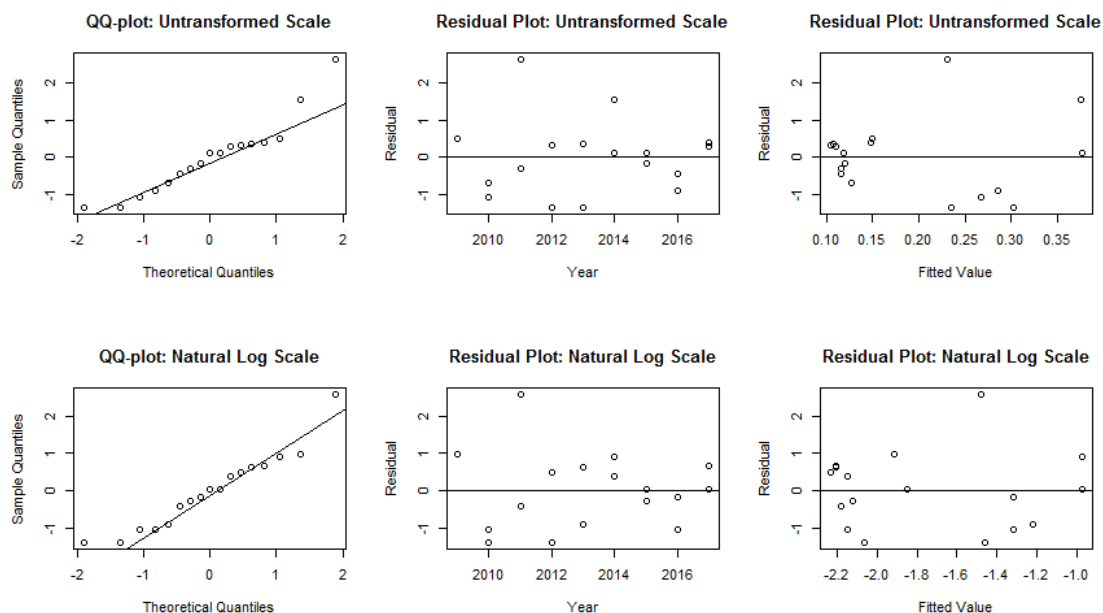 QQ-plot: Untransformed Scale
Sample Quantiles
2
1
0
-1
-2 -1 0 1 2
Theoretical Quantiles
Residual Plot: Untransformed Scale
Residual
2
1
0
-1
2010 2012 2014 2016
Year
Residual Plot: Untransformed Scale
Residual
2
1
0
-1
0.10 0.15 0.20 0.25 0.30 0.35
Fitted Value
QQ-plot: Natural Log Scale
Sample Quantiles
2
1
0
-1
-2 -1 0 1 2
Theoretical Quantiles
Residual Plot: Natural Log Scale
Residual
2
1
0
-1
2010 2012 2014 2016
Year
Residual Plot: Natural Log Scale
Residual
2
1
0
-1
-2.2 -2.0 -1.8 -1.6 -1.4 -1.2 -1.0
Fitted Value